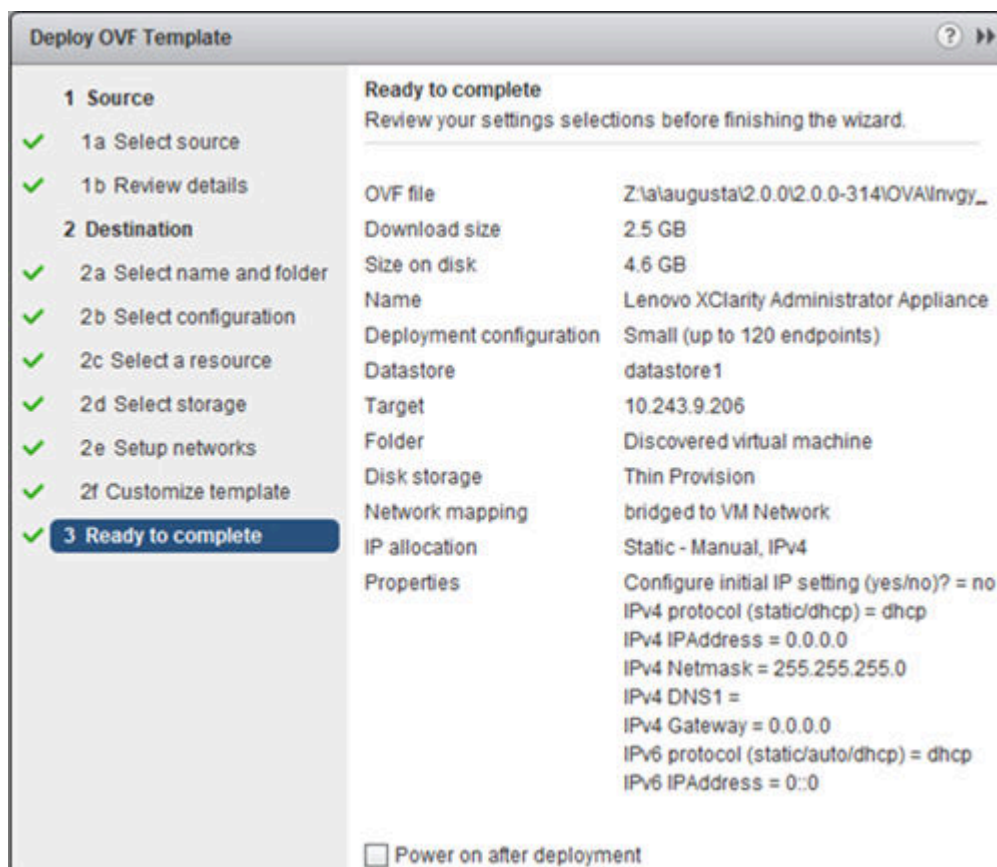 Deploy OVF Template
?
1 Source
1a Select source
1b Review details
2 Destination
2a Select name and folder
2b Select configuration
2c Select a resource
2d Select storage
2e Setup networks
2f Customize template
3 Ready to complete
Ready to complete
Review your settings selections before finishing the wizard.
OVF file Z:\a\augusta\2.0.0\2.0.0-314\OVA\lnvgy_
Download size 2.5 GB
Size on disk 4.6 GB
Name Lenovo XClarity Administrator Appliance
Deployment configuration Small (up to 120 endpoints)
Datastore datastore1
Target 10.243.9.206
Folder Discovered virtual machine
Disk storage Thin Provision
Network mapping bridged to VM Network
IP allocation Static - Manual, IPv4
Properties Configure initial IP setting (yes/no)? = no
IPv4 protocol (static/dhcp) = dhcp
IPv4 IPAddress = 0.0.0.0
IPv4 Netmask = 255.255.255.0
IPv4 DNS1 =
IPv4 Gateway = 0.0.0.0
IPv6 protocol (static/auto/dhcp) = dhcp
IPv6 IPAddress = 0::0
Power on after deployment